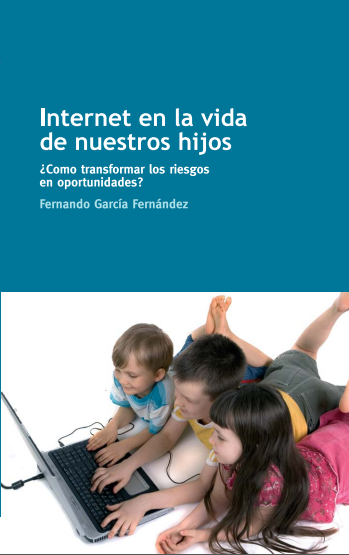 Internet en la vida
de nuestros hijos
¿Como transformar los riesgos
en oportunidades?
Fernando García Fernández